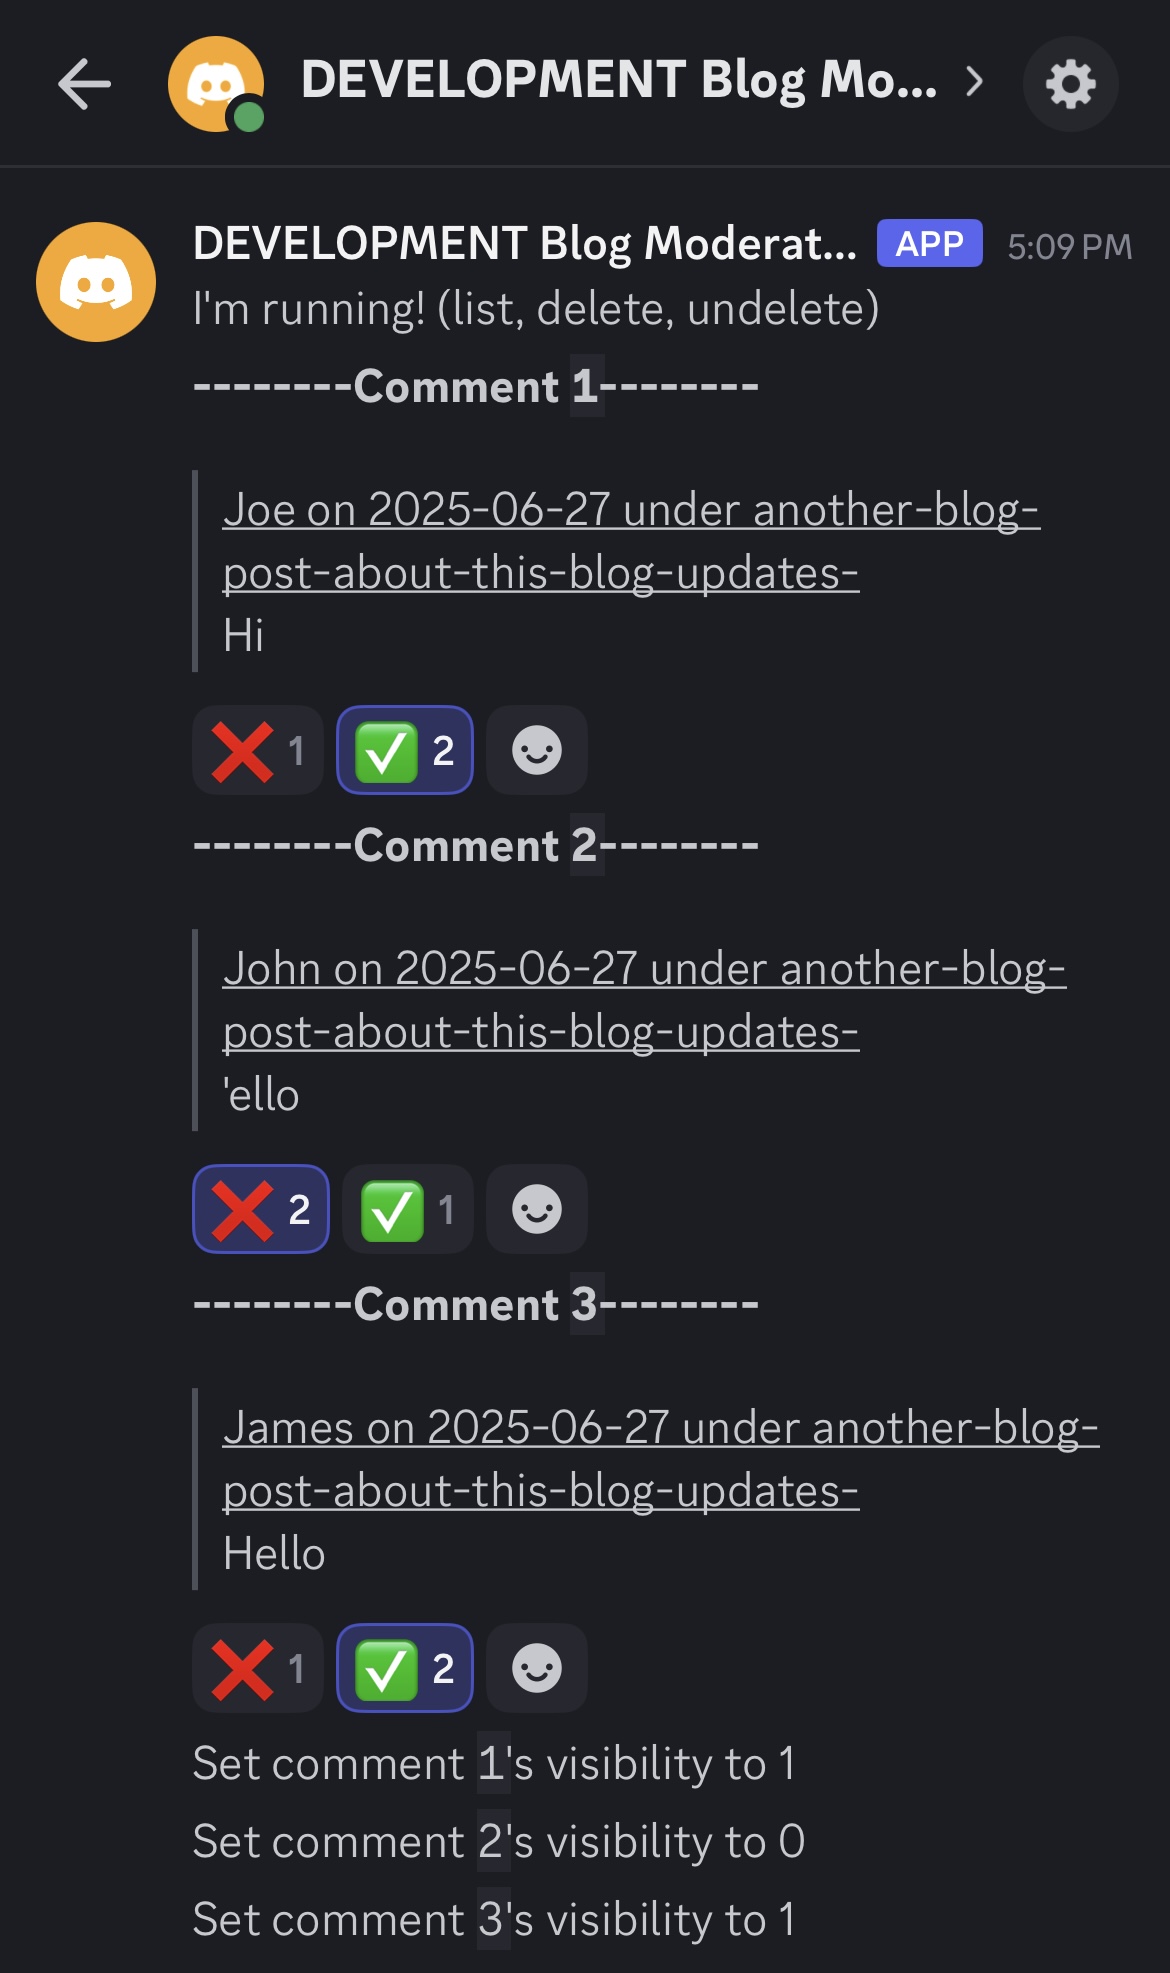 DEVELOPMENT Blog Mo...
DEVELOPMENT Blog Moderat... APP 5:09 PM
I'm running! (list, delete, undelete)
--------Comment 1--------
Joe on 2025-06-27 under another-blog-
post-about-this-blog-updates-
Hi
1 2
--------Comment 2--------
John on 2025-06-27 under another-blog-
post-about-this-blog-updates-
'ello
2 1
--------Comment 3--------
James on 2025-06-27 under another-blog-
post-about-this-blog-updates-
Hello
1 2
Set comment 1's visibility to 1
Set comment 2's visibility to 0
Set comment 3's visibility to 1